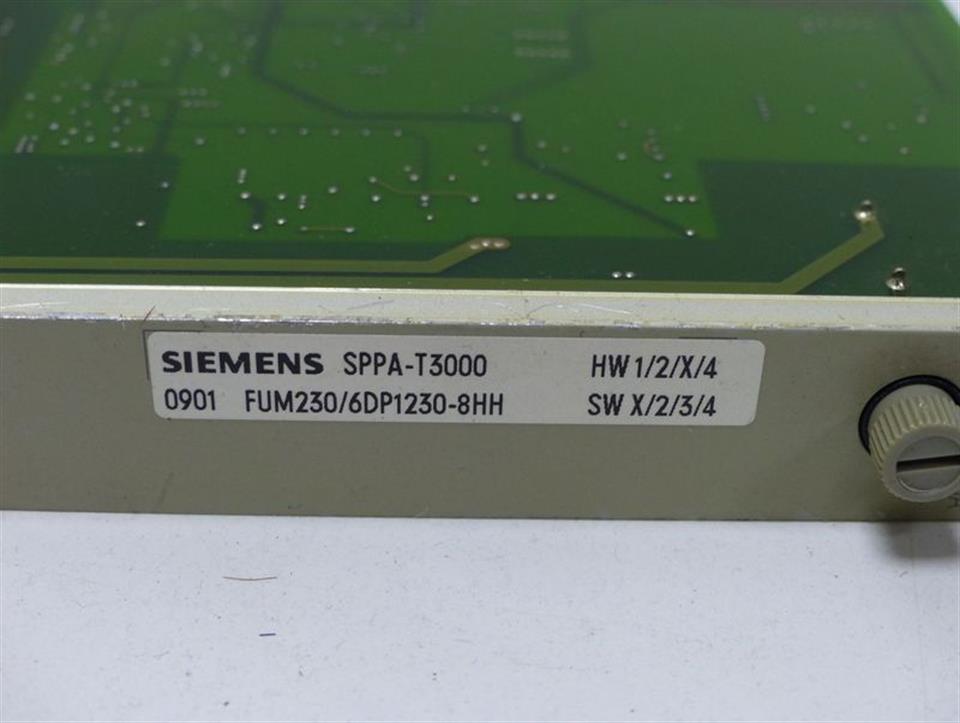 SIEMENS SPPA-T3000 HW 1/2/X/4
0901 FUM230/6DP1230-8HH SW X/2/3/4